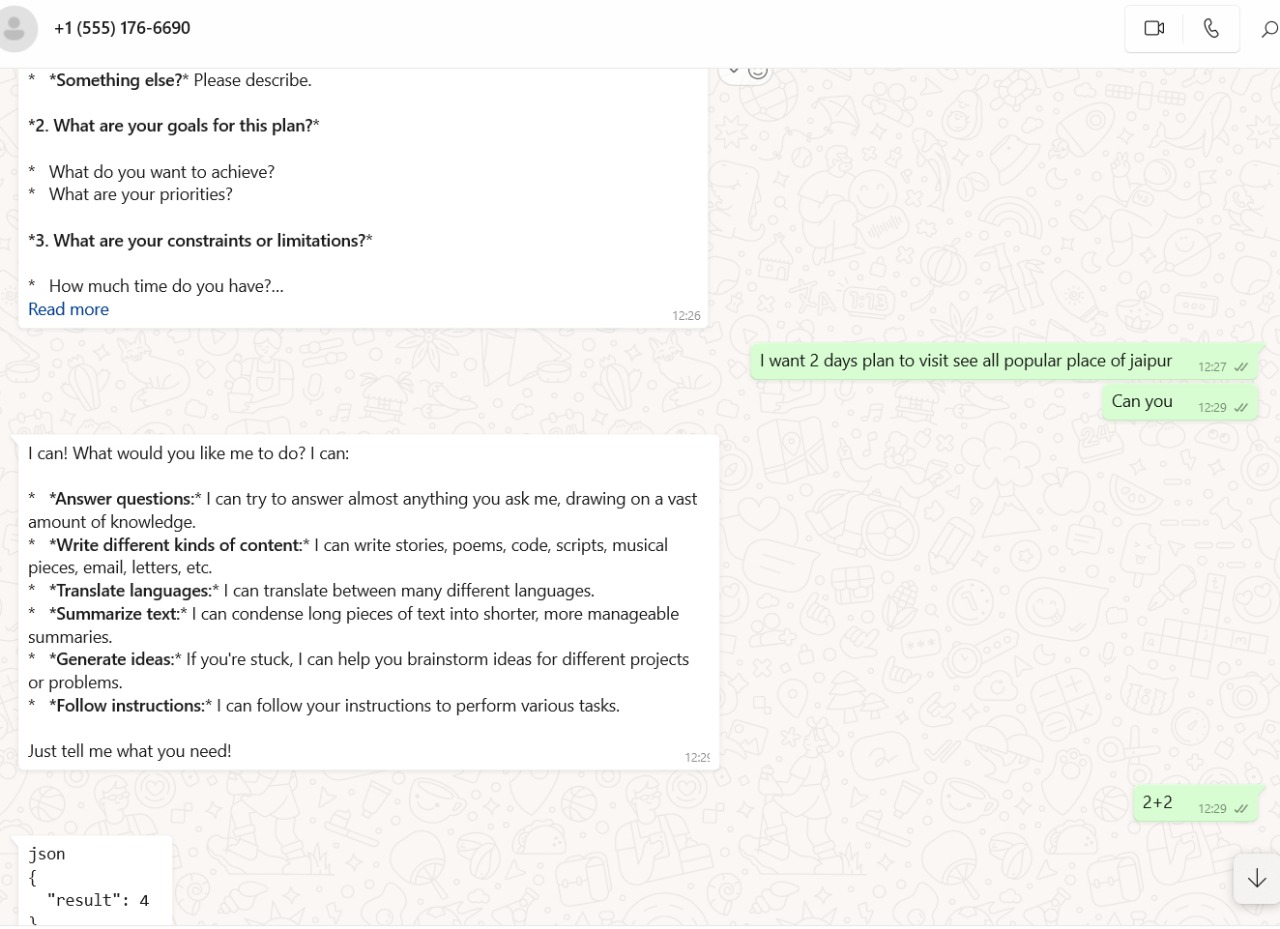 +1 (555) 176-6690
*   *Something else?* Please describe.
*2. What are your goals for this plan?*
*   What do you want to achieve?
*   What are your priorities?
*3. What are your constraints or limitations?*
*   How much time do you have?...
Read more
12:26
I want 2 days plan to visit see all popular place of jaipur
12:27
Can you
12:29
I can! What would you like me to do? I can:
*   *Answer questions:* I can try to answer almost anything you ask me, drawing on a vast
amount of knowledge.
*   *Write different kinds of content:* I can write stories, poems, code, scripts, musical
pieces, email, letters, etc.
*   *Translate languages:* I can translate between many different languages.
*   *Summarize text:* I can condense long pieces of text into shorter, more manageable
summaries.
*   *Generate ideas:* If you're stuck, I can help you brainstorm ideas for different projects
or problems.
*   *Follow instructions:* I can follow your instructions to perform various tasks.
Just tell me what you need!
12:29
2+2
12:29
json
{
"result": 4
}